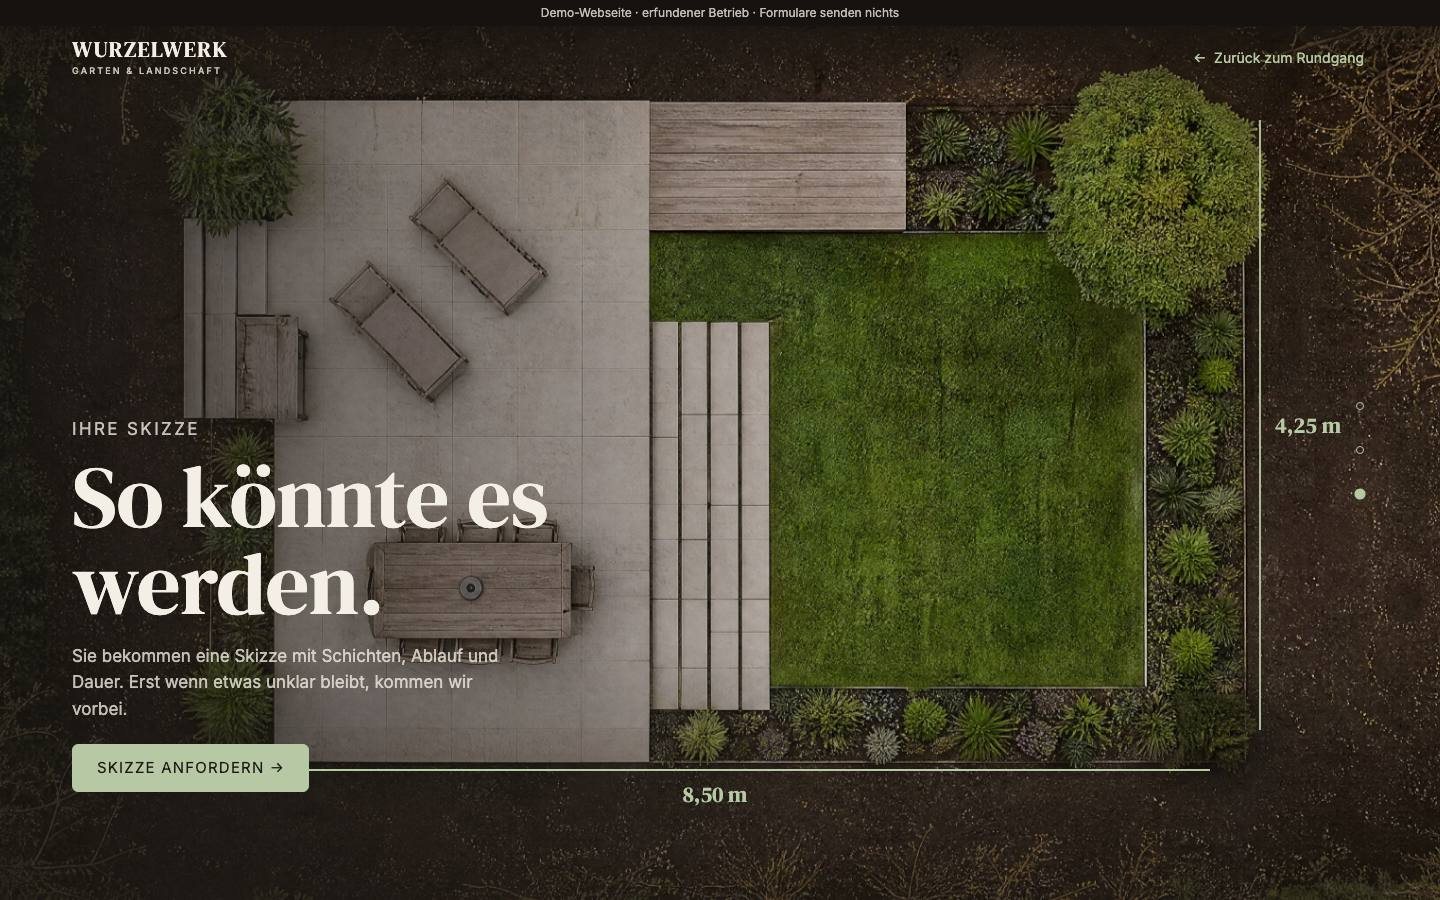 Demo-Webseite · erfundener Betrieb · Formulare senden nichts
WURZELWERK
GARTEN & LANDSCHAFT
← Zurück zum Rundgang
4,25 m
IHRE SKIZZE
So könnte es
werden.
Sie bekommen eine Skizze mit Schichten, Ablauf und
Dauer. Erst wenn etwas unklar bleibt, kommen wir
vorbei.
SKIZZE ANFORDERN →
8,50 m